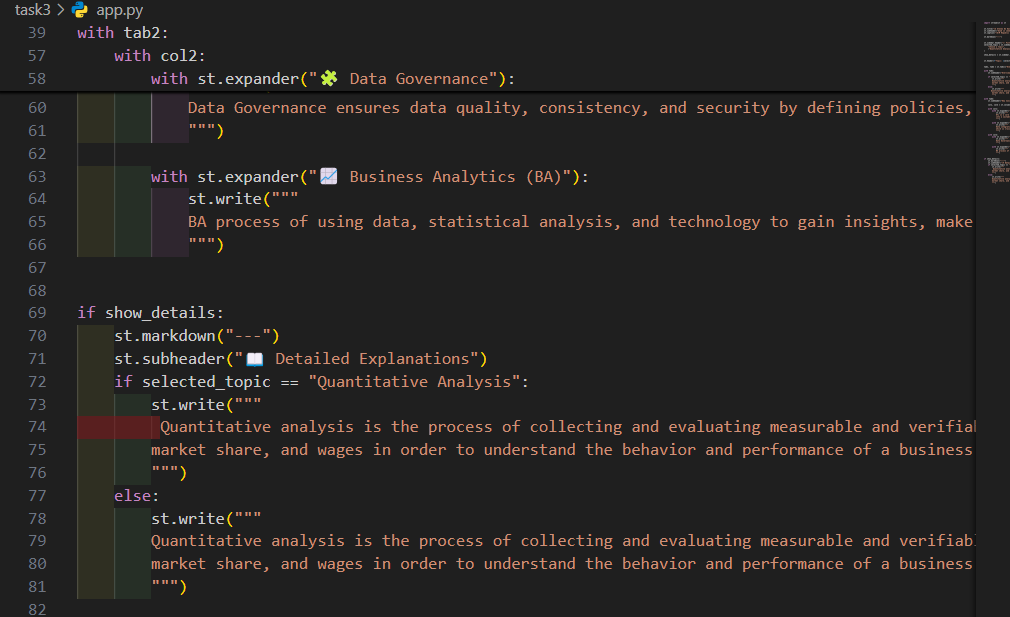 task3 > app.py
39 with tab2:
57 with col2:
58 with st.expander("🧩 Data Governance"):
60 Data Governance ensures data quality, consistency, and security by defining policies,
61 """)
62
63 with st.expander("📈 Business Analytics (BA)"):
64 st.write("""
65 BA process of using data, statistical analysis, and technology to gain insights, make
66 """)
67
68
69 if show_details:
70 st.markdown("---")
71 st.subheader("📖 Detailed Explanations")
72 if selected_topic == "Quantitative Analysis":
73 st.write("""
74 Quantitative analysis is the process of collecting and evaluating measurable and verifia
75 market share, and wages in order to understand the behavior and performance of a business
76 """)
77 else:
78 st.write("""
79 Quantitative analysis is the process of collecting and evaluating measurable and verifiab
80 market share, and wages in order to understand the behavior and performance of a business
81 """)
82